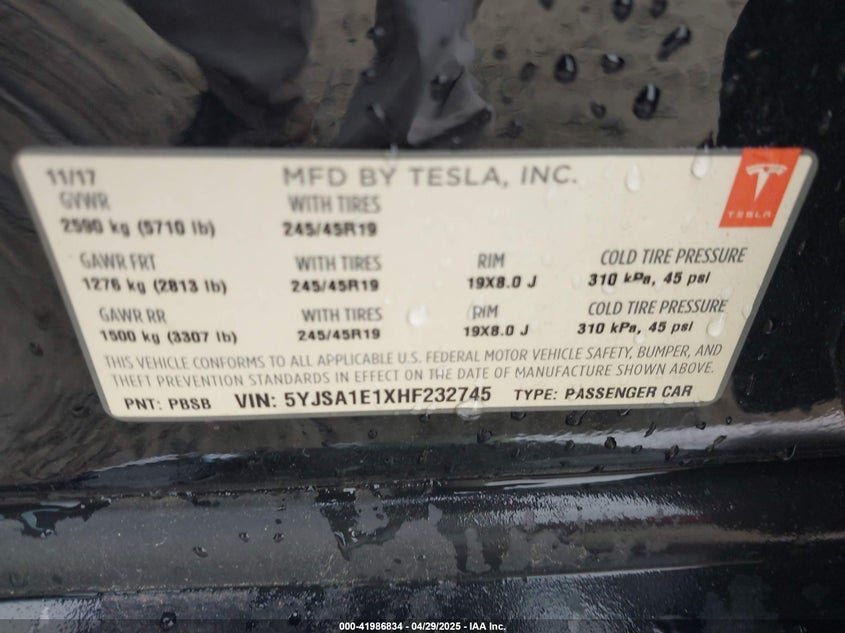 11/17 MFD BY TESLA, INC.
TESLA
GVWR WITH TIRES
2590 kg (5710 lb) 245/45R19
GAWR FRT WITH TIRES RIM COLD TIRE PRESSURE
1276 kg (2813 lb) 245/45R19 19X8.0 J 310 kPa, 45 psi
GAWR RR WITH TIRES RIM COLD TIRE PRESSURE
1500 kg (3307 lb) 245/45R19 19X8.0 J 310 kPa, 45 psi
THIS VEHICLE CONFORMS TO ALL APPLICABLE U.S. FEDERAL MOTOR VEHICLE SAFETY, BUMPER, AND
THEFT PREVENTION STANDARDS IN EFFECT ON THE DATE OF MANUFACTURE SHOWN ABOVE.
PNT: PBSB VIN: 5YJSA1E1XHF232745 TYPE: PASSENGER CAR
000-41986834 - 04/29/2025 - IAA Inc.